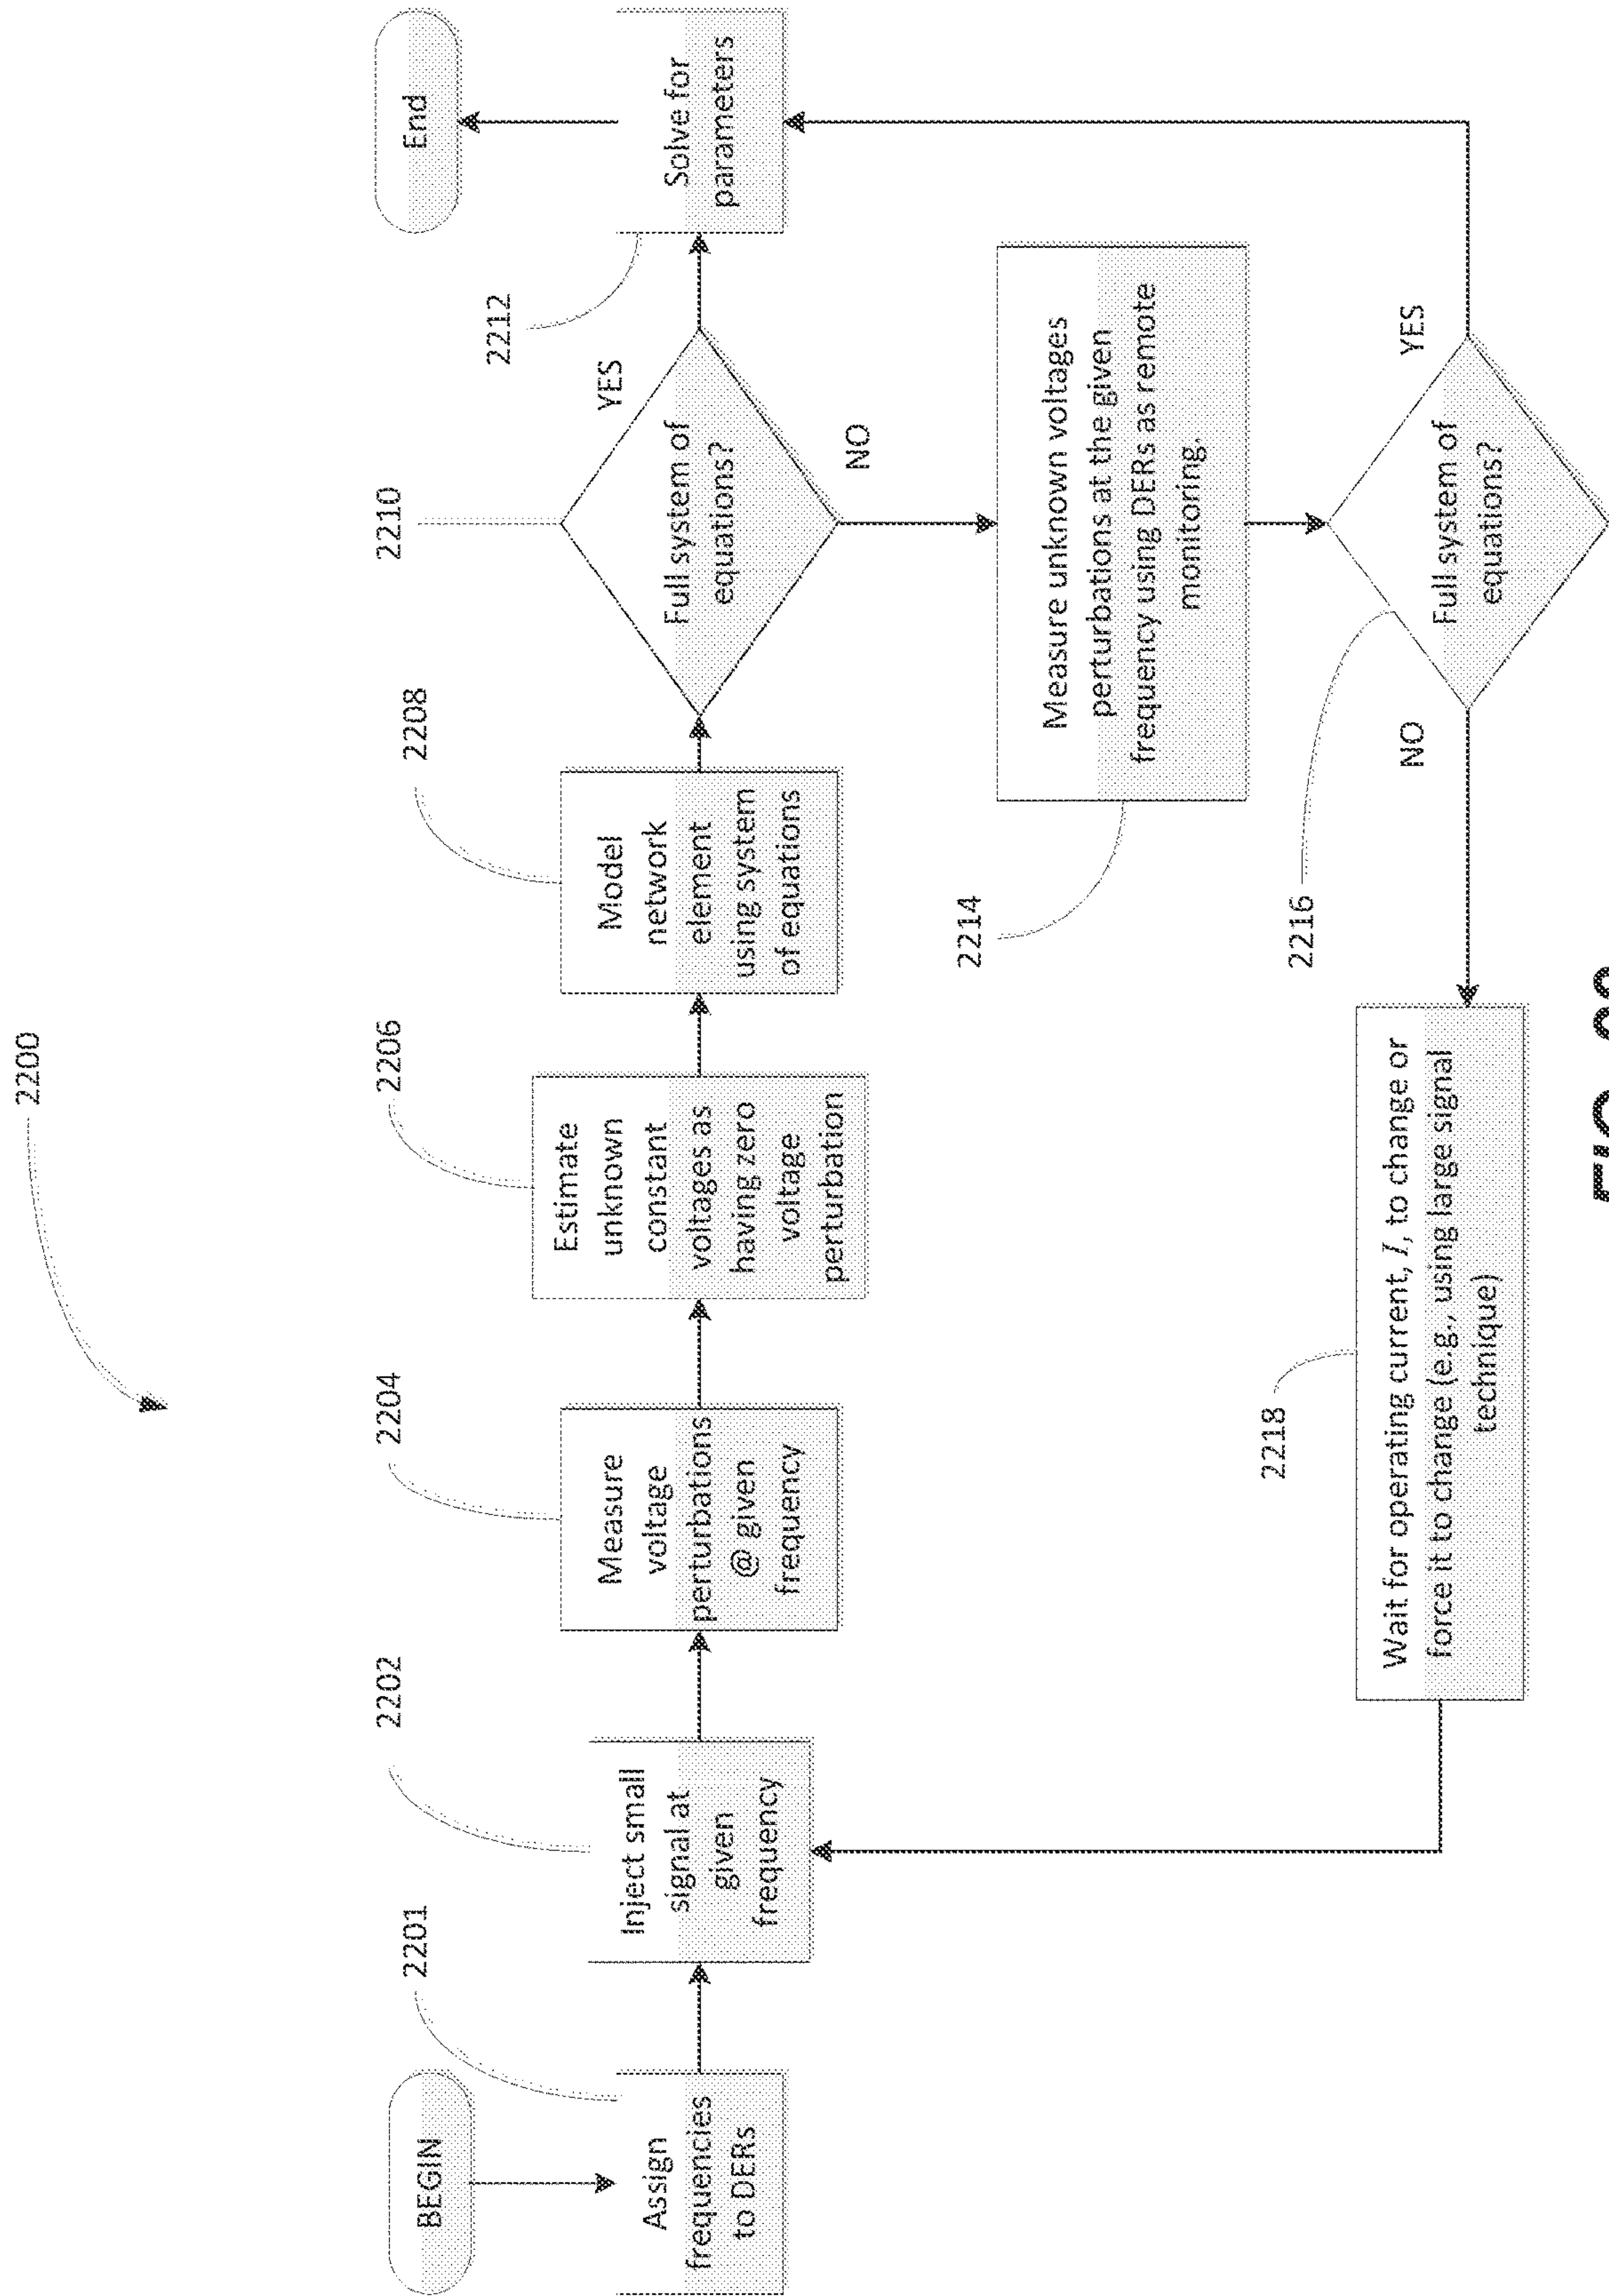 2200
BEGIN
2201
Assign
frequencies
to DERs
2202
Inject small
signal at
given
frequency
2204
Measure
voltage
perturbations
@ given
frequency
2206
Estimate
unknown
constant
voltages as
having zero
voltage
perturbation
2208
Model
network
element
using system
of equations
2210
Full system of
equations?
YES
NO
2212
Solve for
parameters
End
2214
Measure unknown voltages
perturbations at the given
frequency using DERs as remote
monitoring.
2216
Full system of
equations?
YES
NO
2218
Wait for operating current, I, to change or
force it to change (e.g., using large signal
technique)